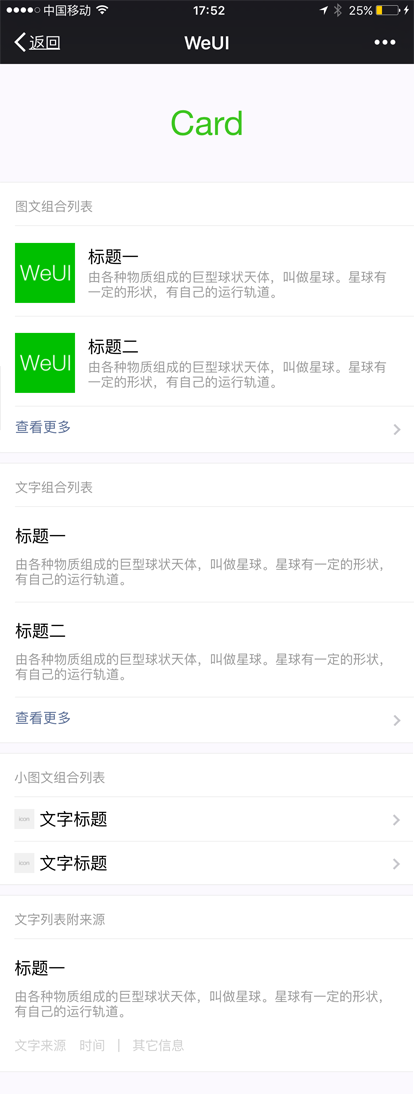 中国移动 17:52 25%
返回 WeUI
Card
图文组合列表
WeUI
标题一
由各种物质组成的巨型球状天体，叫做星球。星球有
一定的形状，有自己的运行轨道。
WeUI
标题二
由各种物质组成的巨型球状天体，叫做星球。星球有
一定的形状，有自己的运行轨道。
查看更多
文字组合列表
标题一
由各种物质组成的巨型球状天体，叫做星球。星球有一定的形状，
有自己的运行轨道。
标题二
由各种物质组成的巨型球状天体，叫做星球。星球有一定的形状，
有自己的运行轨道。
查看更多
小图文组合列表
icon 文字标题
icon 文字标题
文字列表附来源
标题一
由各种物质组成的巨型球状天体，叫做星球。星球有一定的形状，
有自己的运行轨道。
文字来源 时间 | 其它信息